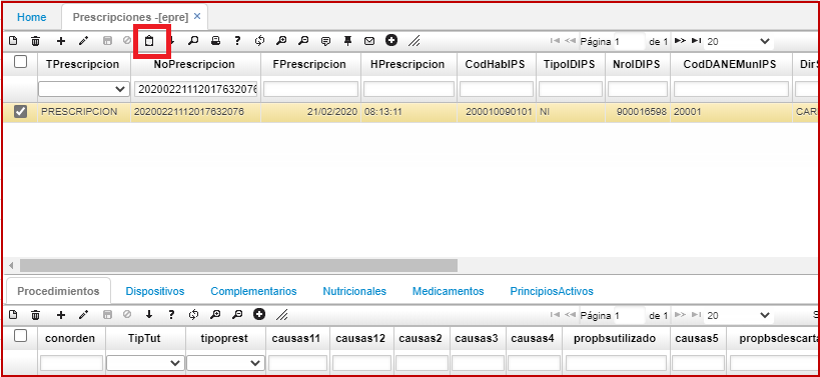 Home Prescripciones -[epre] ×
Página 1 de 1 20
TPrescripcion NoPrescripcion FPrescripcion HPrescripcion CodHabIPS TipoIDIPS NroIDIPS CodDANEMunIPS Dir
20200221112017632076
PRESCRIPCION 20200221112017632076 21/02/2020 08:13:11 200010090101 NI 900016598 20001 CAR
Procedimientos Dispositivos Complementarios Nutricionales Medicamentos PrincipiosActivos
Página 1 de 1 20 S
conorden TipTut tipoprest causas11 causas12 causas2 causas3 causas4 propbsutilizado causas5 propbsdescarta